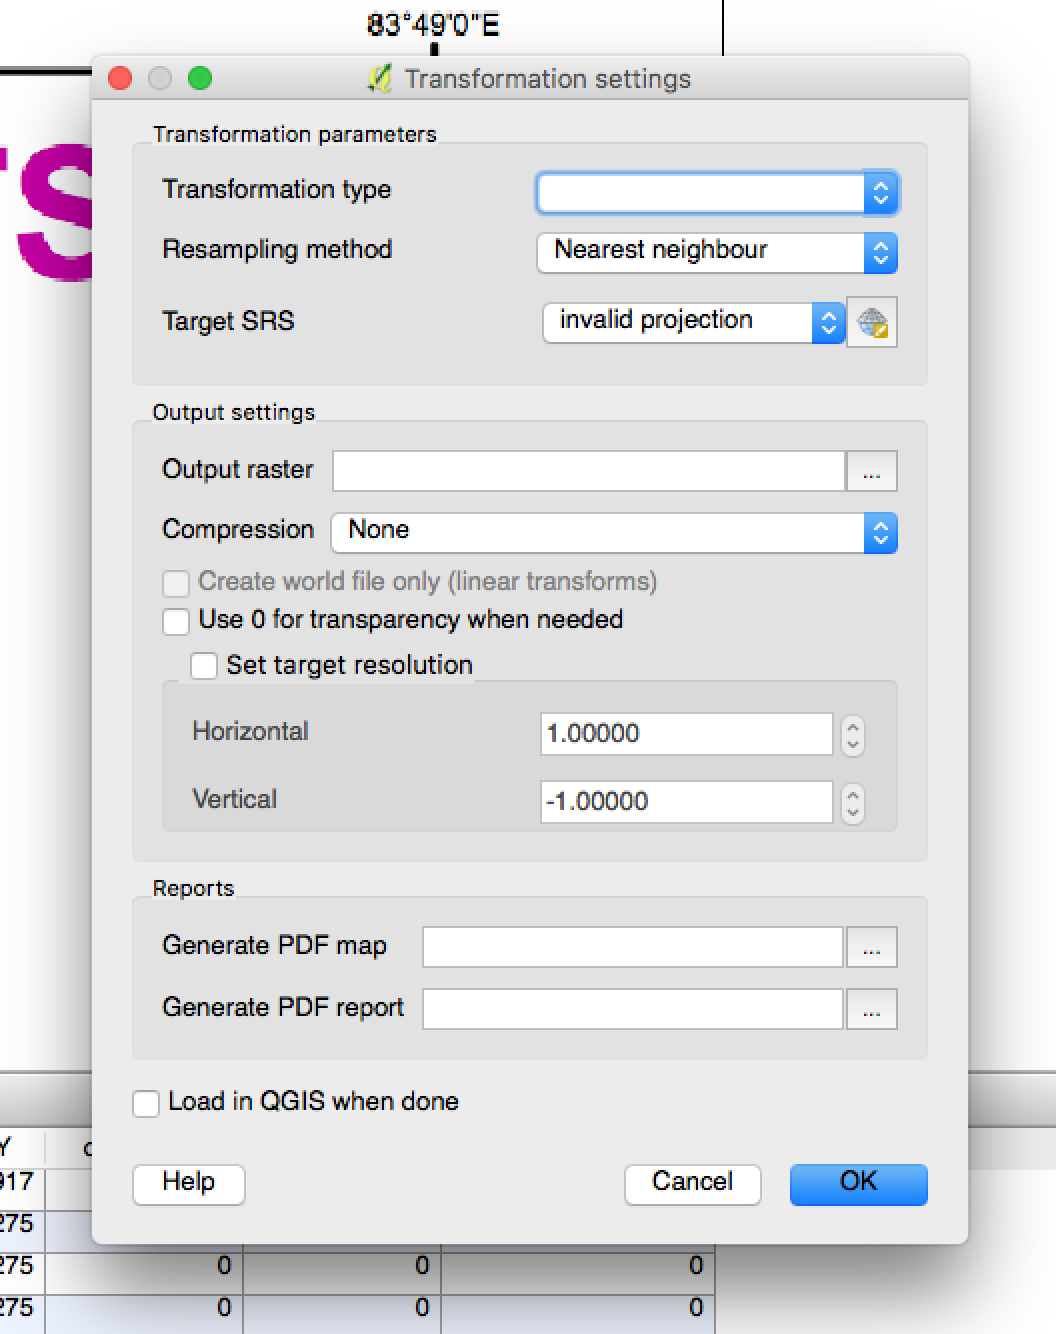 83°49'0"E
Transformation settings
TS
Transformation parameters
Transformation type
Resampling method Nearest neighbour
Target SRS invalid projection
Output settings
Output raster ...
Compression None
Create world file only (linear transforms)
Use 0 for transparency when needed
Set target resolution
Horizontal 1.00000
Vertical -1.00000
Reports
Generate PDF map ...
Generate PDF report ...
Load in QGIS when done
Y
917
Help Cancel OK
275
275 0 0 0
275 0 0 0